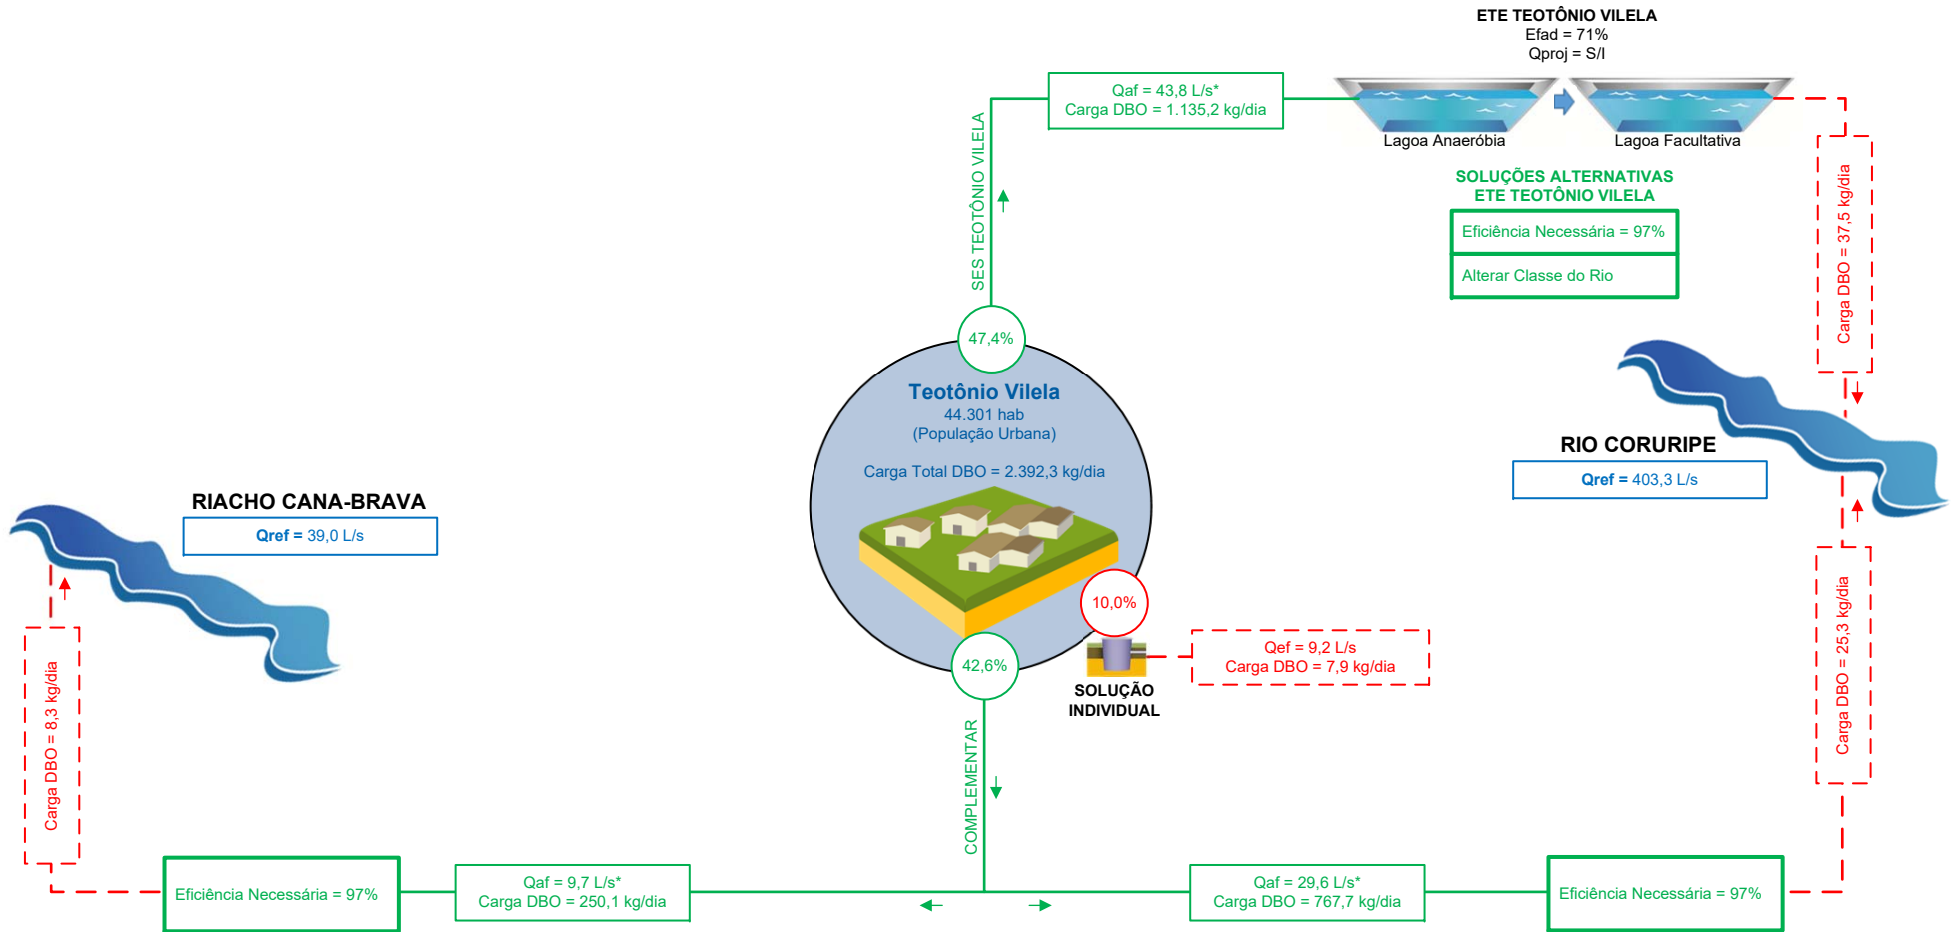 ETE TEOTÔNIO VILELA
Efad = 71%
Qproj = S/I
Qaf = 43,8 L/s*
Carga DBO = 1.135,2 kg/dia
Lagoa Anaeróbia
Lagoa Facultativa
SOLUÇÕES ALTERNATIVAS
ETE TEOTÔNIO VILELA
Eficiência Necessária = 97%
Alterar Classe do Rio
Carga DBO = 37,5 kg/dia
SES TEOTÔNIO VILELA
47,4%
Teotônio Vilela
44.301 hab
(População Urbana)
Carga Total DBO = 2.392,3 kg/dia
RIO CORURIPE
Qref = 403,3 L/s
RIACHO CANA-BRAVA
Qref = 39,0 L/s
10,0%
42,6%
SOLUÇÃO
INDIVIDUAL
Qef = 9,2 L/s
Carga DBO = 7,9 kg/dia
Carga DBO = 25,3 kg/dia
Carga DBO = 8,3 kg/dia
COMPLEMENTAR
Eficiência Necessária = 97%
Qaf = 9,7 L/s*
Carga DBO = 250,1 kg/dia
Qaf = 29,6 L/s*
Carga DBO = 767,7 kg/dia
Eficiência Necessária = 97%